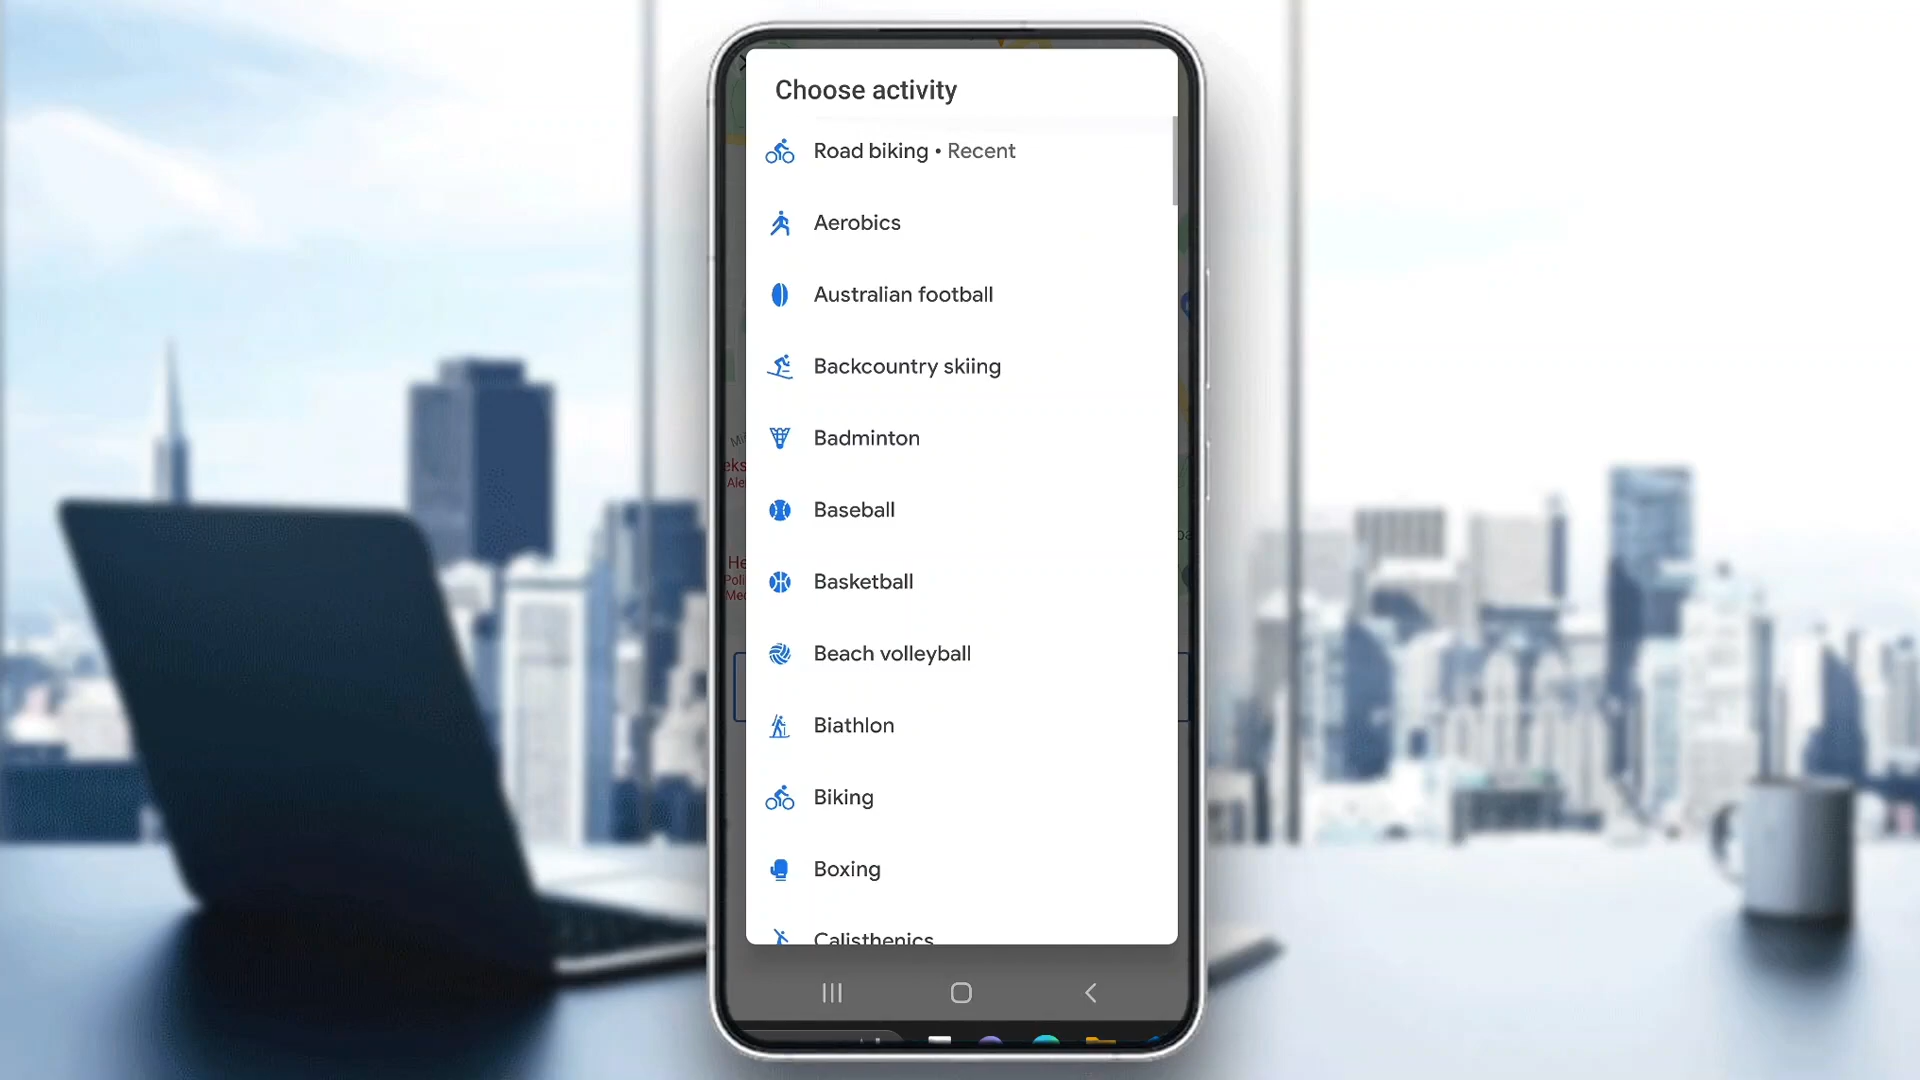 Choose activity
Road biking • Recent
Aerobics
Australian football
Backcountry skiing
Badminton
Baseball
Basketball
Beach volleyball
Biathlon
Biking
Boxing
Calisthenics